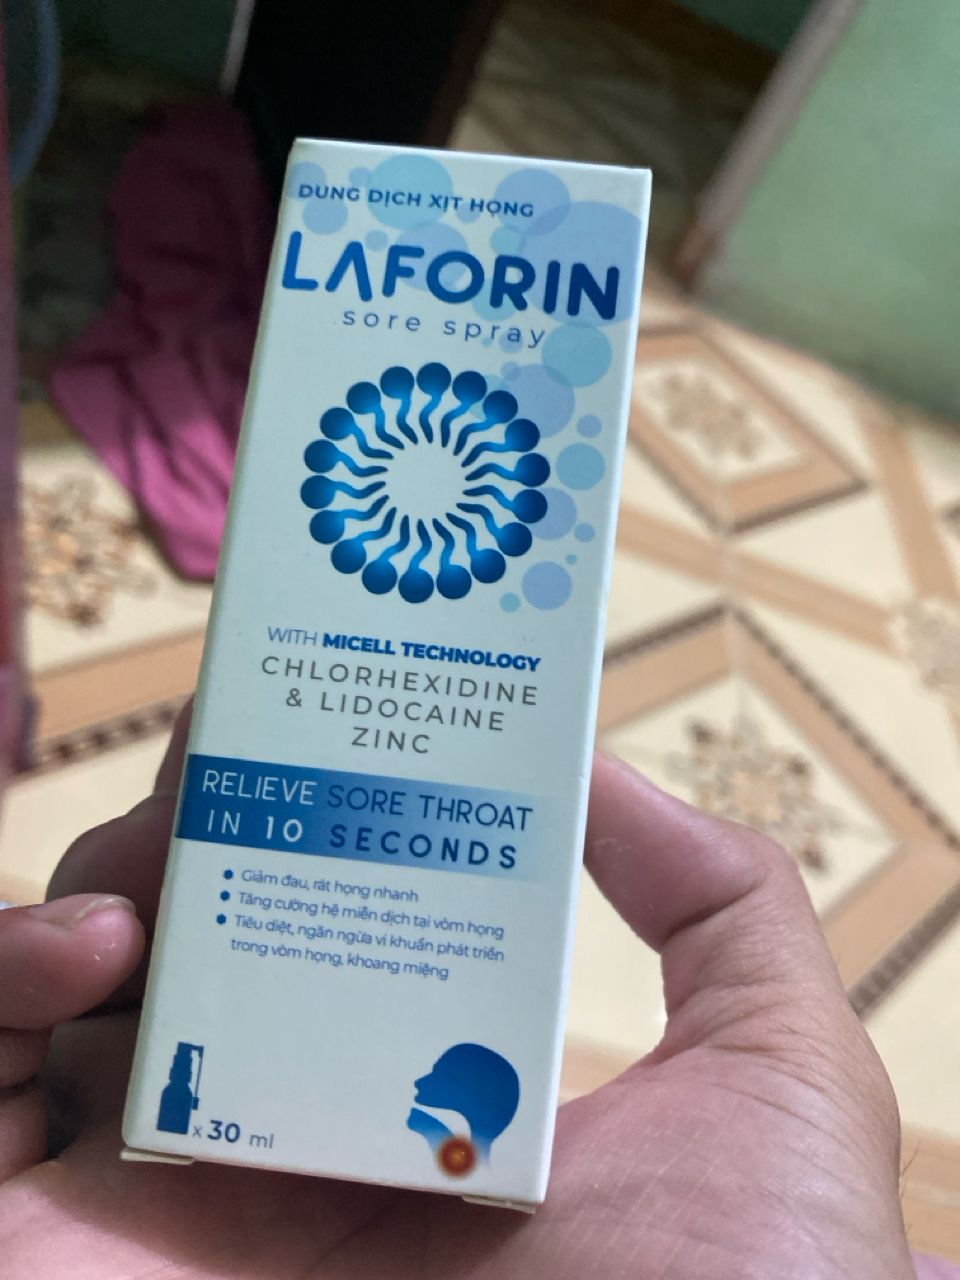 DUNG DỊCH XỊT HỌNG
LAFORIN
sore spray
WITH MICELL TECHNOLOGY
CHLORHEXIDINE
& LIDOCAINE
ZINC
RELIEVE SORE THROAT
IN 10 SECONDS
Giảm đau, rát họng nhanh
Tăng cường hệ miễn dịch tại vòm họng
Tiêu diệt, ngăn ngừa vi khuẩn phát triển
trong vòm họng, khoang miệng
x 30 ml